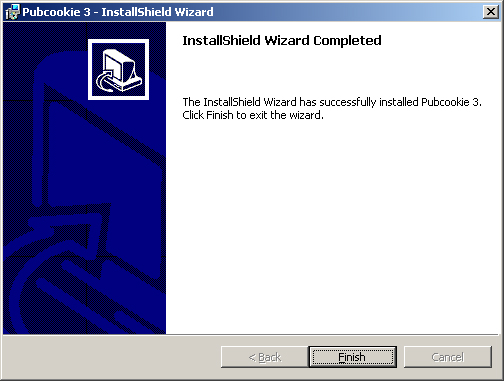 Pubcookie 3 - InstallShield Wizard
InstallShield Wizard Completed
The InstallShield Wizard has successfully installed Pubcookie 3.
Click Finish to exit the wizard.
< Back
Finish
Cancel